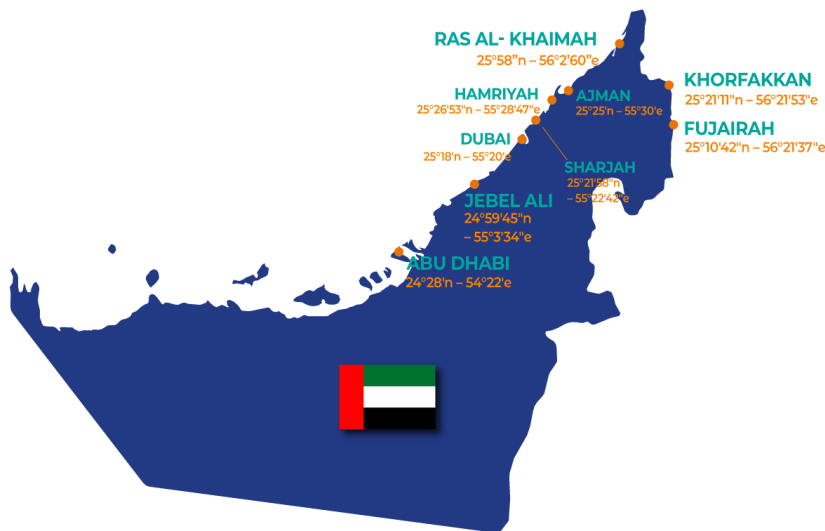 RAS AL- KHAIMAH
25°58”n – 56°2’60”e
KHORFAKKAN
25°21'11"n – 56°21'53"e
HAMRIYAH
25°26'53"n – 55°28'47"e
AJMAN
25°25'n – 55°30'e
FUJAIRAH
25°10'42"n – 56°21'37"e
DUBAI
25°18'n – 55°20'e
SHARJAH
25°21'58"n
– 55°22'42"e
JEBEL ALI
24°59'45"n
– 55°3'34"e
ABU DHABI
24°28'n – 54°22'e